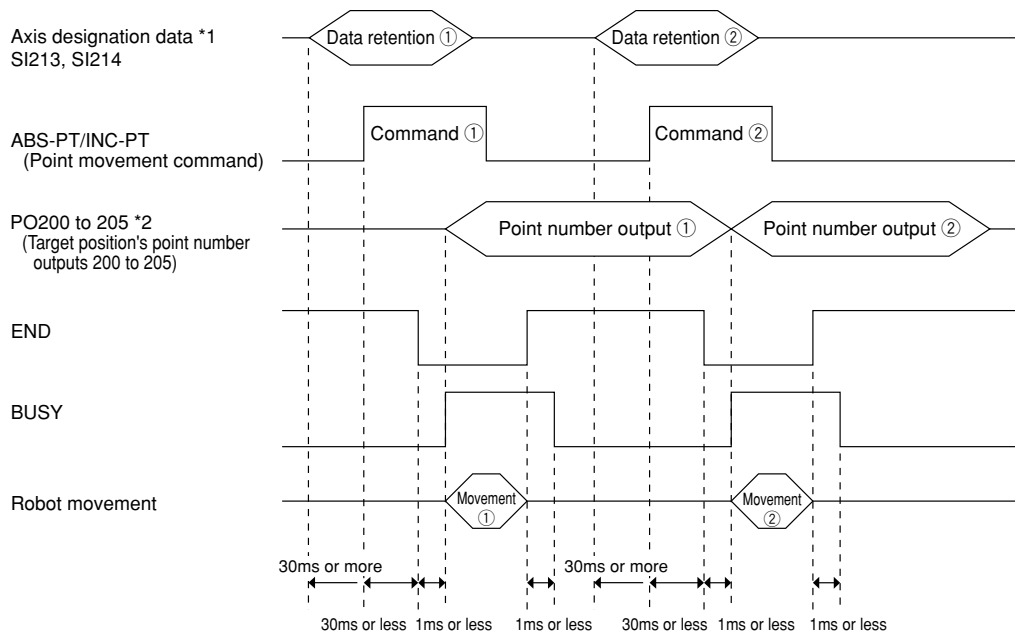 Axis designation data *1
SI213, SI214
Data retention ①
Data retention ②
ABS-PT/INC-PT
(Point movement command)
Command ①
Command ②
PO200 to 205 *2
(Target position's point number
outputs 200 to 205)
Point number output ①
Point number output ②
END
BUSY
Robot movement
Movement
①
Movement
②
30ms or more
30ms or more
30ms or less
1ms or less
1ms or less
30ms or less
1ms or less
1ms or less